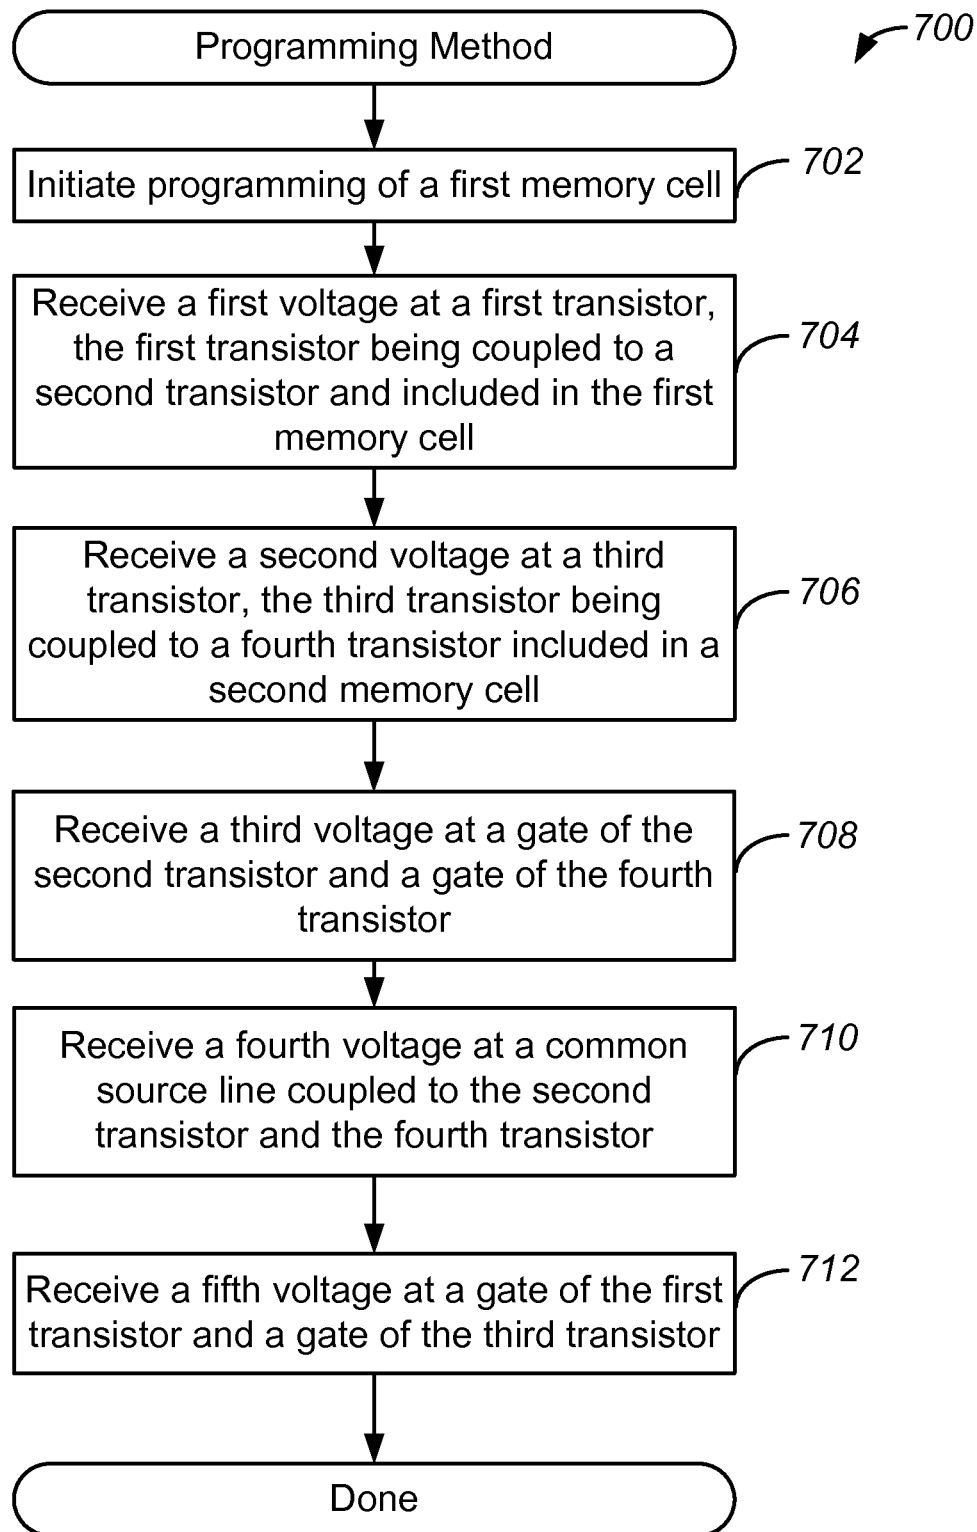 Programming Method
700
Initiate programming of a first memory cell
702
Receive a first voltage at a first transistor,
the first transistor being coupled to a
second transistor and included in the first
memory cell
704
Receive a second voltage at a third
transistor, the third transistor being
coupled to a fourth transistor included in a
second memory cell
706
Receive a third voltage at a gate of the
second transistor and a gate of the fourth
transistor
708
Receive a fourth voltage at a common
source line coupled to the second
transistor and the fourth transistor
710
Receive a fifth voltage at a gate of the first
transistor and a gate of the third transistor
712
Done